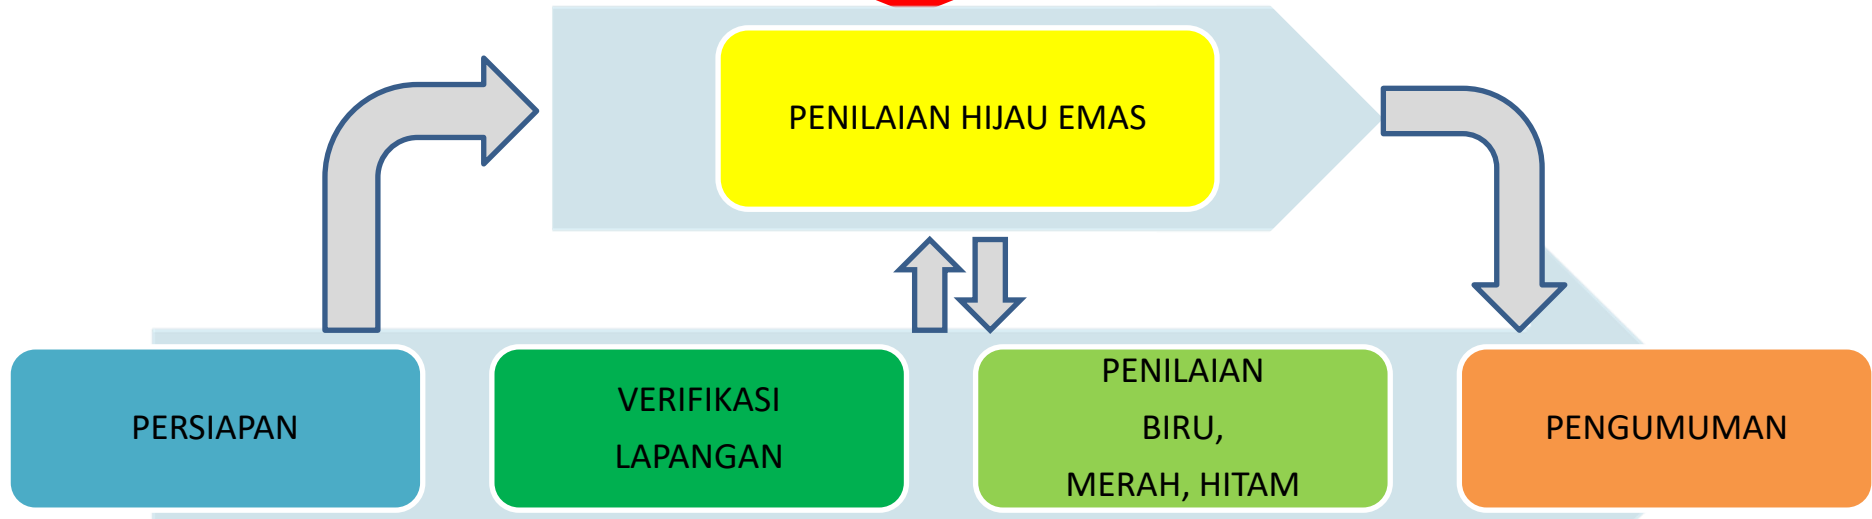 PENILAIAN HIJAU EMAS
PERSIAPAN
VERIFIKASI
LAPANGAN
PENILAIAN
BIRU,
MERAH, HITAM
PENGUMUMAN